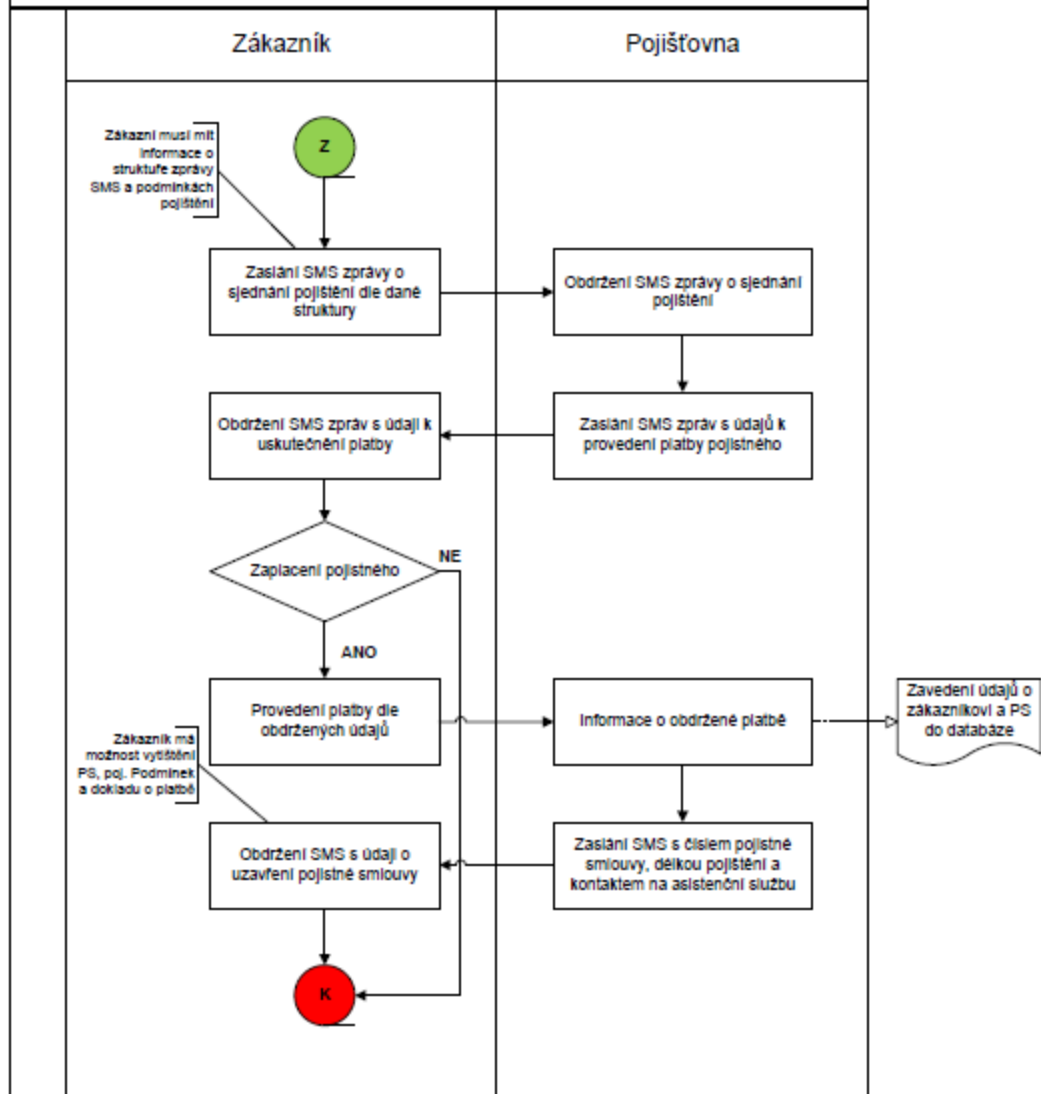 Zákazník
Pojišťovna
Zákazní musí mít
informace o
struktuře zprávy
SMS a podmínkách
pojištění
Z
Zaslání SMS zprávy o
sjednání pojištění dle dané
struktury
Obdržení SMS zprávy o sjednání
pojištění
Obdržení SMS zpráv s údaji k
uskutečnění platby
Zaslání SMS zpráv s údajů k
provedení platby pojistného
Zaplacení pojistného
NE
ANO
Provedení platby dle
obdržených údajů
Informace o obdržené platbě
Zavedení údajů o
zákazníkovi a PS
do databáze
Zákazník má
možnost vytištění
PS, poj. Podmínek
a dokladu o platbě
Obdržení SMS s údaji o
uzavření pojistné smlouvy
Zaslání SMS s číslem pojistné
smlouvy, délkou pojištění a
kontaktem na asistenční službu
K